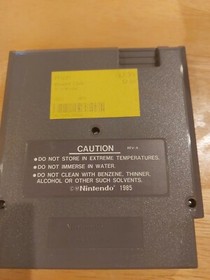 CAUTION
REV-A
•DO NOT STORE IN EXTREME TEMPERATURES.
•DO NOT IMMERSE IN WATER.
•DO NOT CLEAN WITH BENZENE, THINNER,
ALCOHOL OR OTHER SUCH SOLVENTS.
©Nintendo® 1985